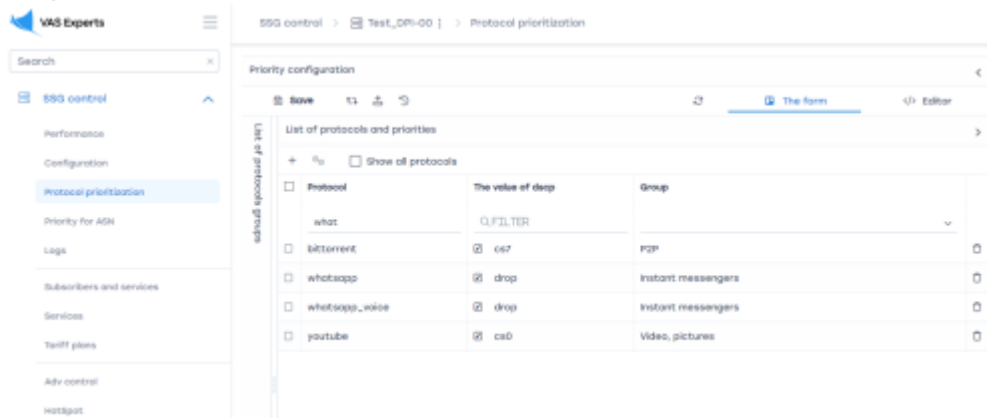 VAS Experts
SSG control > Test_DPI-00 > Protocol prioritization
Search
Priority configuration
SSG control
Save
The form
</> Editor
Performance
List of protocols groups
List of protocols and priorities
Configuration
Show all protocols
Protocol prioritization
Protocol The value of dscp Group
Priority for ASN
what FILTER
Logs
bittorrent cs7 P2P
whatsapp drop Instant messengers
Subscribers and services
whatsapp_voice drop Instant messengers
Services
youtube cs0 Video, pictures
Tariff plans
Adv control
HotSpot